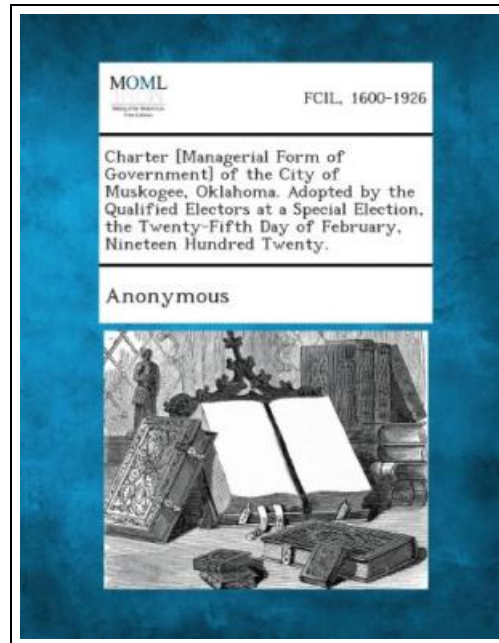 MOML
FCIL, 1600-1926
Charter [Managerial Form of
Government] of the City of
Muskogee, Oklahoma. Adopted by the
Qualified Electors at a Special Election,
the Twenty-Fifth Day of February,
Nineteen Hundred Twenty.
Anonymous